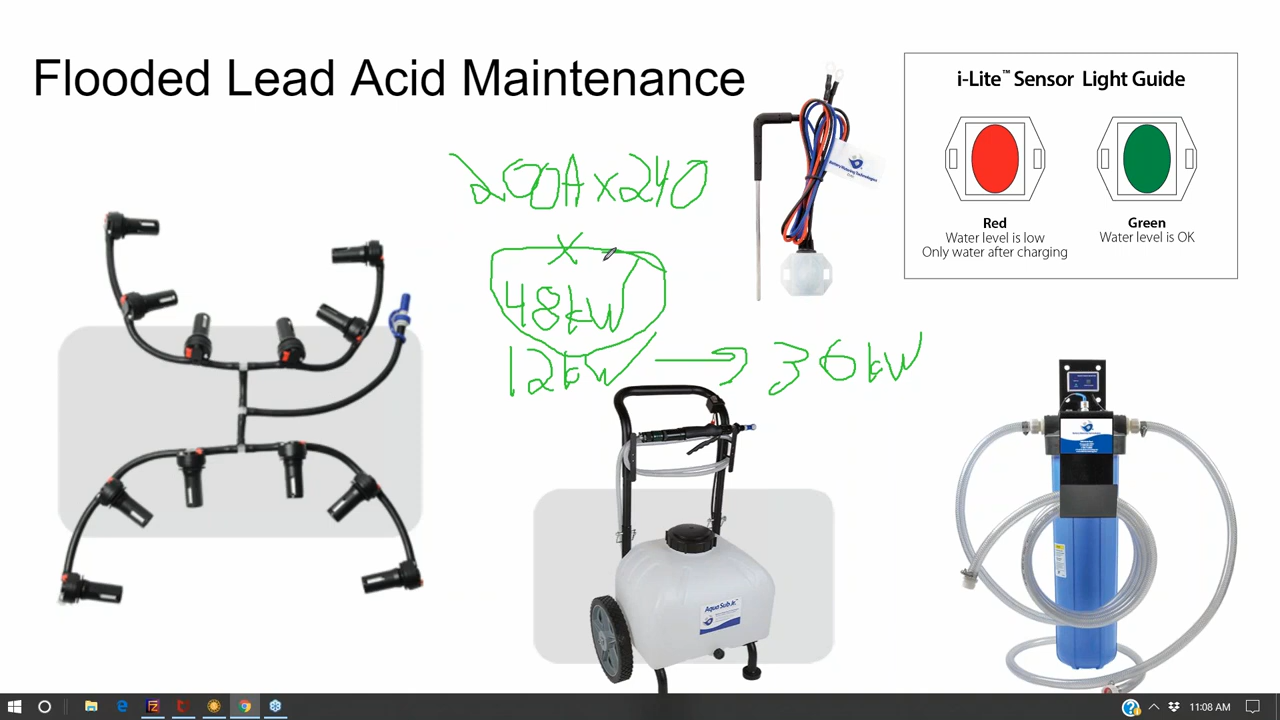 Flooded Lead Acid Maintenance
i-Lite™ Sensor Light Guide
Red
Water level is low
Only water after charging
Green
Water level is OK
200A x 240
x
48kW
12kW → 36kW
Aqua Sub Jr.
11:08 AM